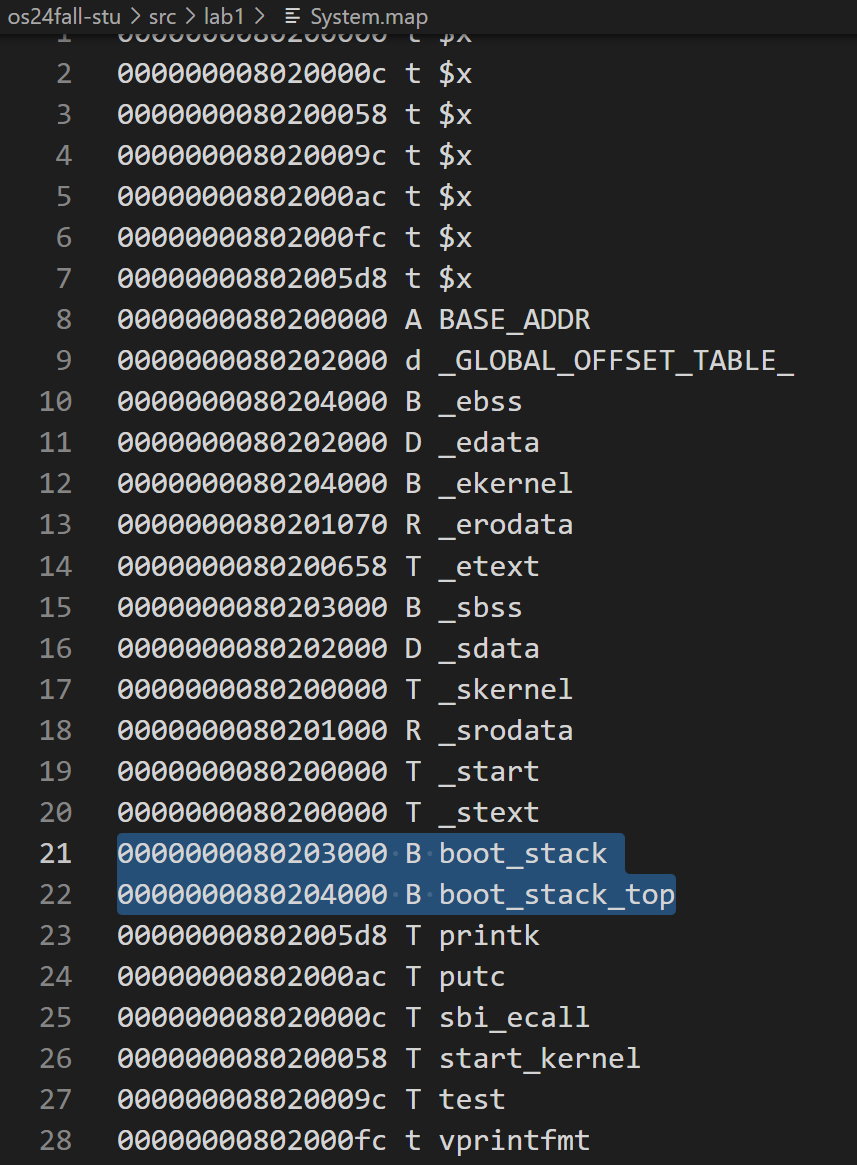 os24fall-stu > src > lab1 > System.map
1 0000000080200000 t $x
2 000000008020000c t $x
3 0000000080200058 t $x
4 000000008020009c t $x
5 00000000802000ac t $x
6 00000000802000fc t $x
7 00000000802005d8 t $x
8 0000000080200000 A BASE_ADDR
9 0000000080202000 d _GLOBAL_OFFSET_TABLE_
10 0000000080204000 B _ebss
11 0000000080202000 D _edata
12 0000000080204000 B _ekernel
13 0000000080201070 R _erodata
14 0000000080200658 T _etext
15 0000000080203000 B _sbss
16 0000000080202000 D _sdata
17 0000000080200000 T _skernel
18 0000000080201000 R _srodata
19 0000000080200000 T _start
20 0000000080200000 T _stext
21 0000000080203000 B boot_stack
22 0000000080204000 B boot_stack_top
23 00000000802005d8 T printk
24 00000000802000ac T putc
25 000000008020000c T sbi_ecall
26 0000000080200058 T start_kernel
27 000000008020009c T test
28 00000000802000fc t vprintfmt